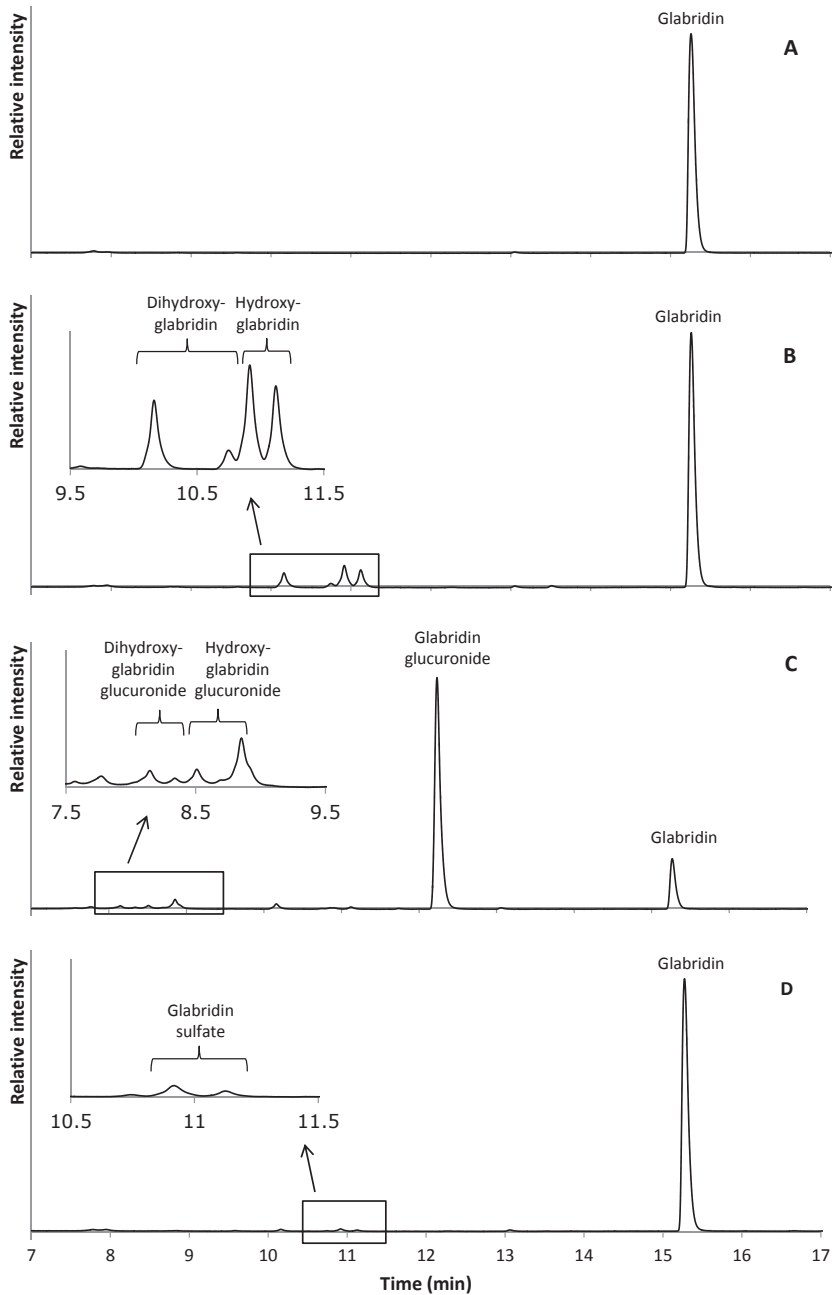 Glabridin
A
Relative intensity
Dihydroxy-
glabridin
Hydroxy-
glabridin
Glabridin
B
Relative intensity
9.5 10.5 11.5
Dihydroxy-
glabridin
glucuronide
Hydroxy-
glabridin
glucuronide
Glabridin
glucuronide
C
Relative intensity
7.5 8.5 9.5
Glabridin
Glabridin
D
Relative intensity
Glabridin
sulfate
10.5 11 11.5
7 8 9 10 11 12 13 14 15 16 17
Time (min)